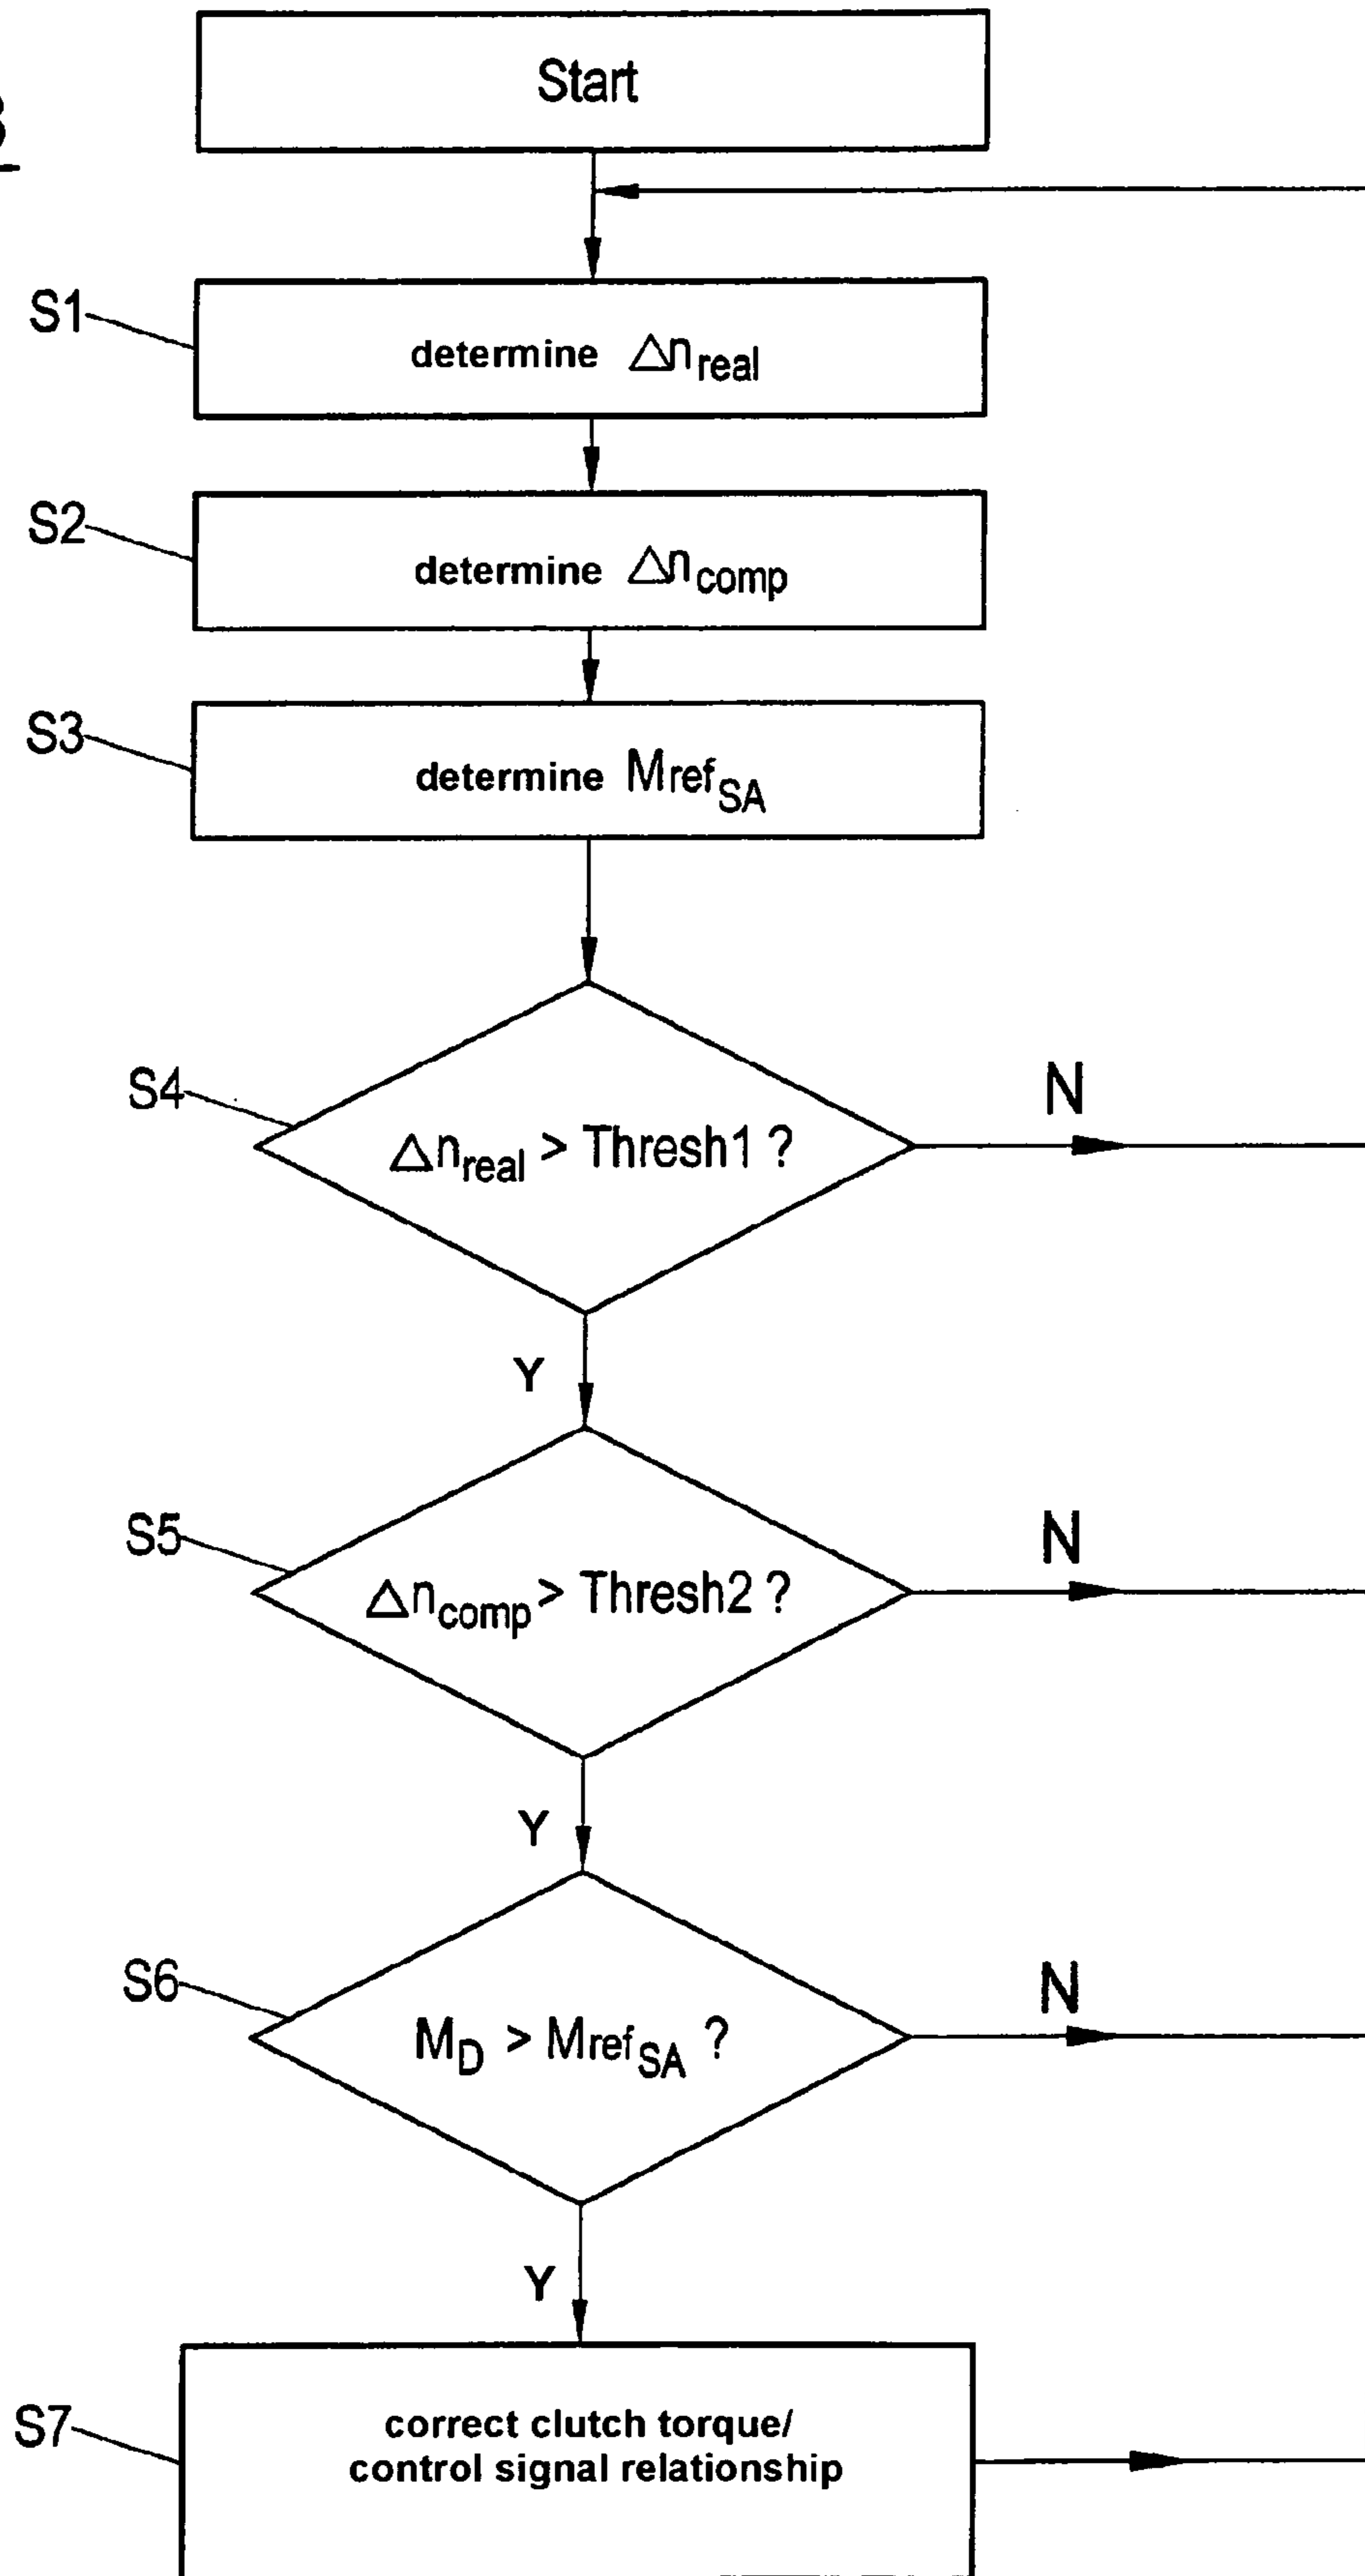 Start
S1
determine Δn_real
S2
determine Δn_comp
S3
determine Mref_SA
S4
Δn_real > Thresh1 ?
N
Y
S5
Δn_comp > Thresh2 ?
N
Y
S6
M_D > Mref_SA ?
N
Y
S7
correct clutch torque/
control signal relationship